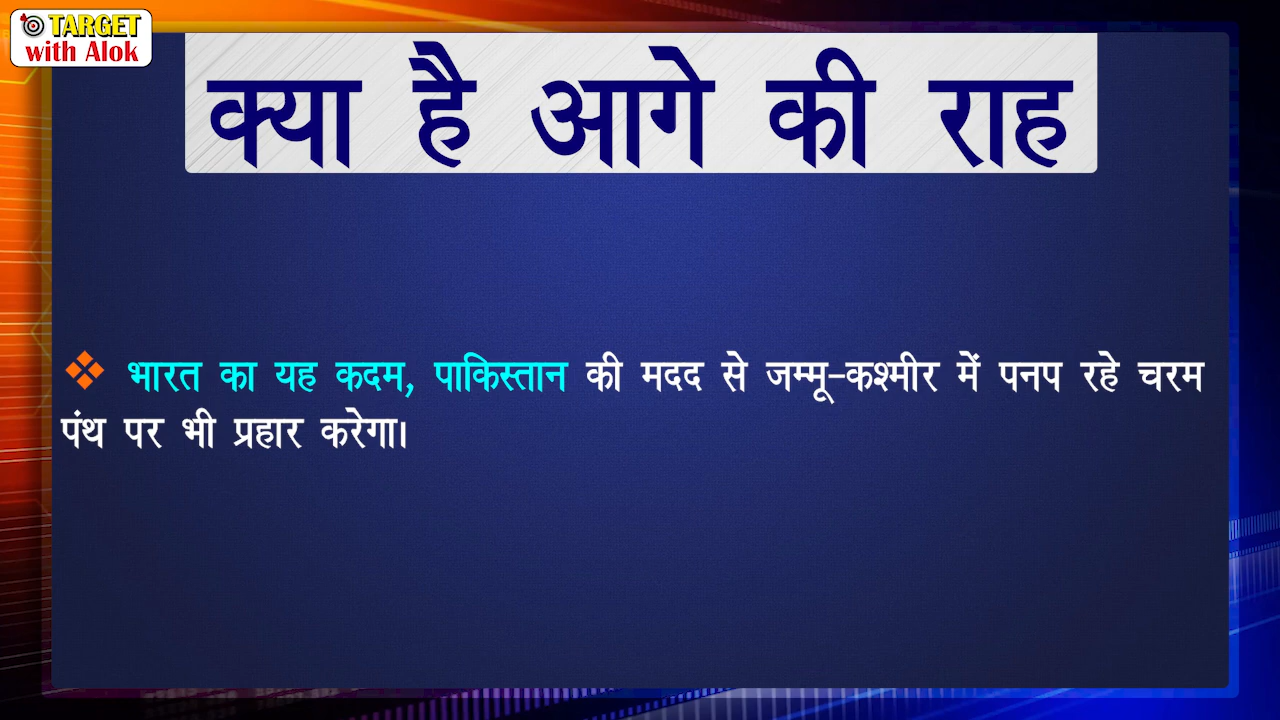 TARGET
with Alok
क्या है आगे की राह
भारत का यह कदम, पाकिस्तान की मदद से जम्मू-कश्मीर में पनप रहे चरम
पंथ पर भी प्रहार करेगा।